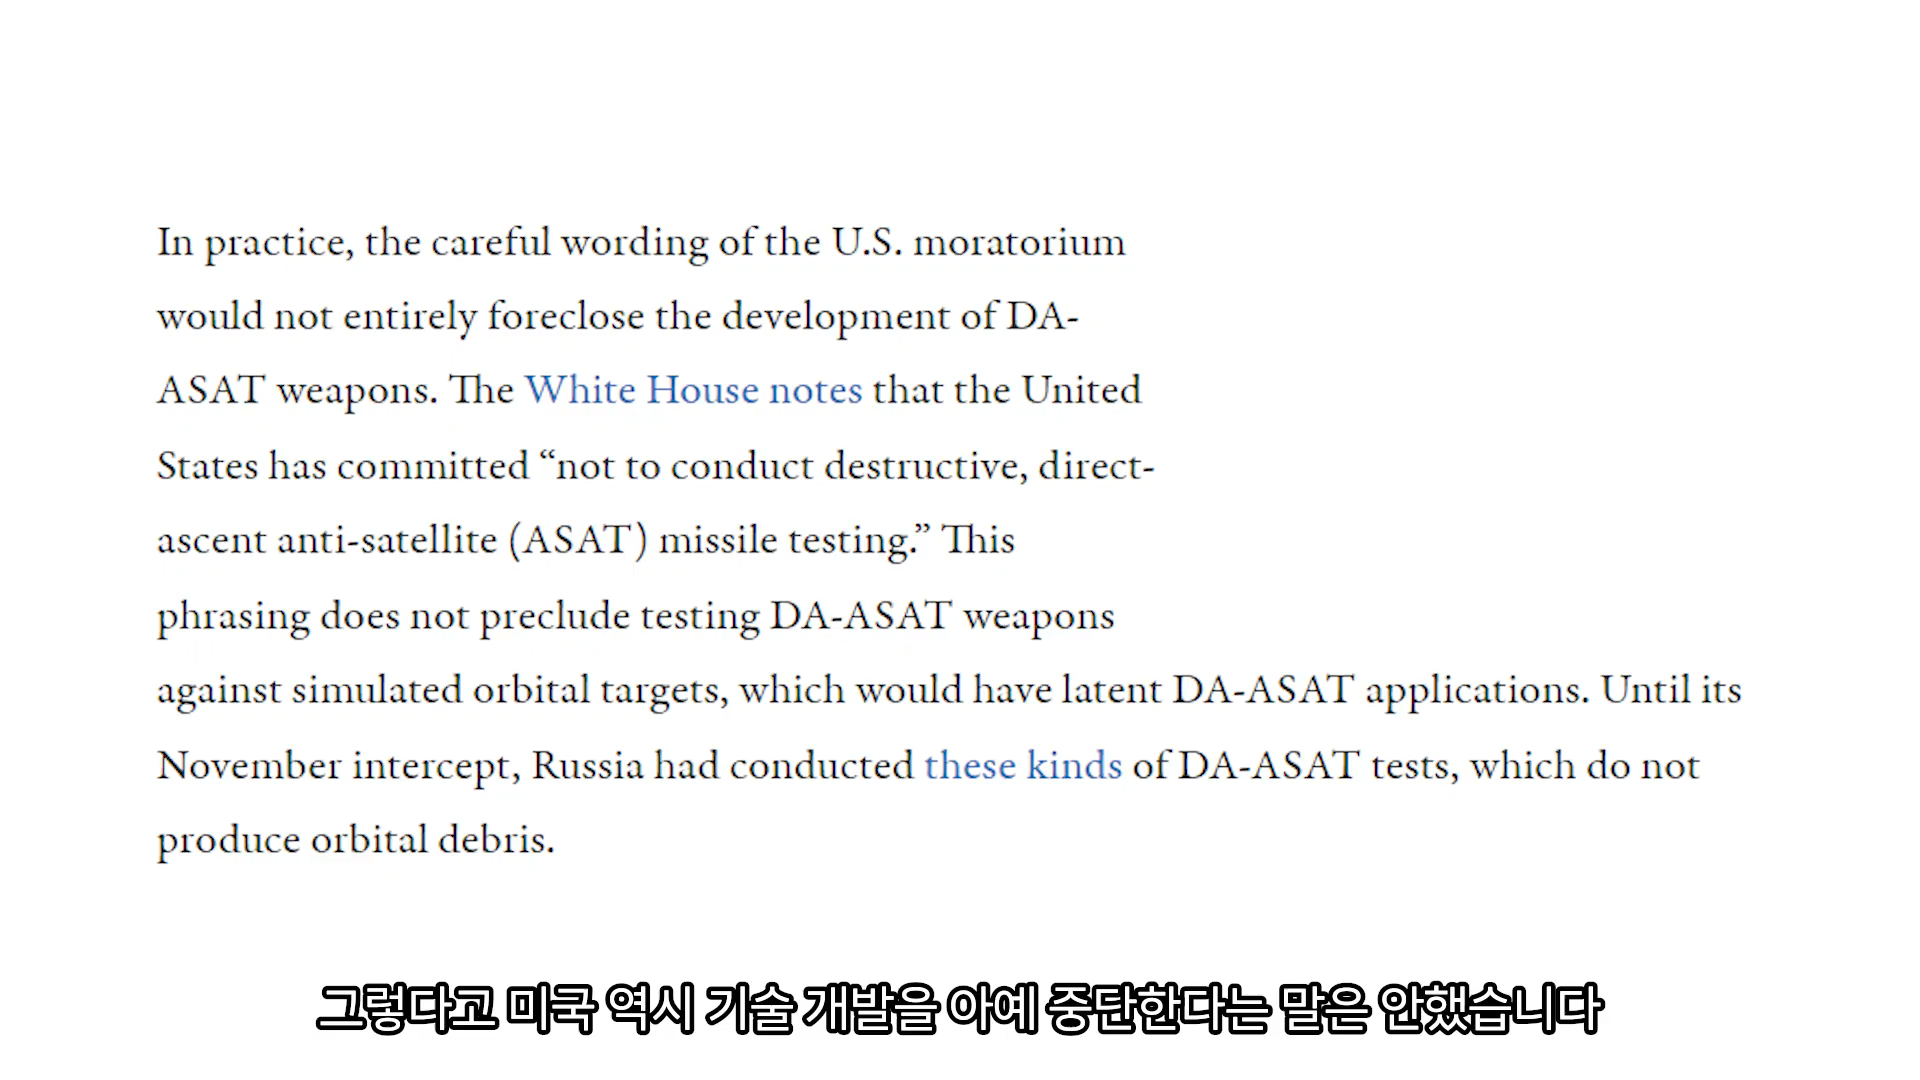 In practice, the careful wording of the U.S. moratorium
would not entirely foreclose the development of DA-
ASAT weapons. The White House notes that the United
States has committed “not to conduct destructive, direct-
ascent anti-satellite (ASAT) missile testing.” This
phrasing does not preclude testing DA-ASAT weapons
against simulated orbital targets, which would have latent DA-ASAT applications. Until its
November intercept, Russia had conducted these kinds of DA-ASAT tests, which do not
produce orbital debris.
그렇다고 미국 역시 기술 개발을 아예 중단한다는 말은 안했습니다